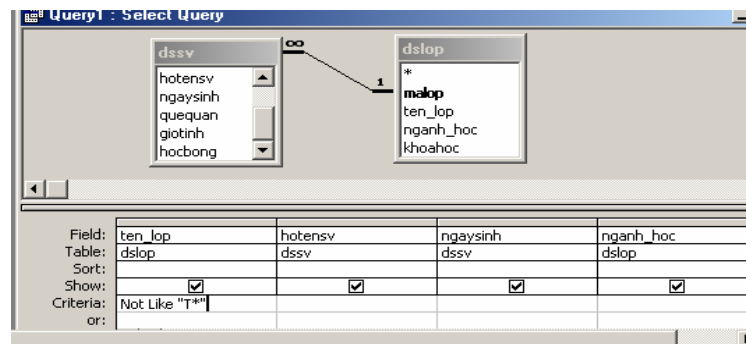 Query1 : Select Query
dssv
∞
hotensv
ngaysinh
quequan
giotinh
hocbong
1
dslop
*
malop
ten_lop
nganh_hoc
khoahoc
Field: ten_lop hotensv ngaysinh nganh_hoc
Table: dslop dssv dssv dslop
Sort:
Show:
Criteria: Not Like "T*"
or: